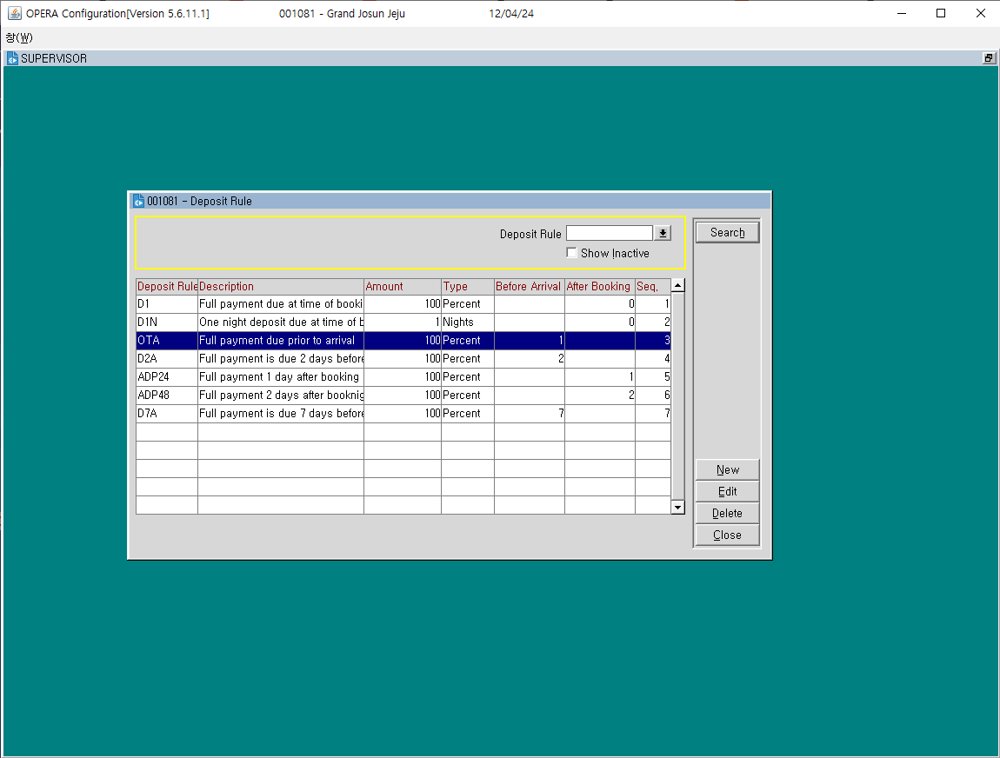 OPERA Configuration[Version 5.6.11.1] 001081 - Grand Josun Jeju 12/04/24
창(W)
SUPERVISOR
001081 - Deposit Rule
Deposit Rule
Search
Show Inactive
Deposit Rule Description Amount Type Before Arrival After Booking Seq.
D1 Full payment due at time of booki 100 Percent 0 1
D1N One night deposit due at time of b 1 Nights 0 2
OTA Full payment due prior to arrival 100 Percent 1 3
D2A Full payment is due 2 days before 100 Percent 2 4
ADP24 Full payment 1 day after booking 100 Percent 1 5
ADP48 Full payment 2 days after booknig 100 Percent 2 6
D7A Full payment is due 7 days before 100 Percent 7 7
New
Edit
Delete
Close